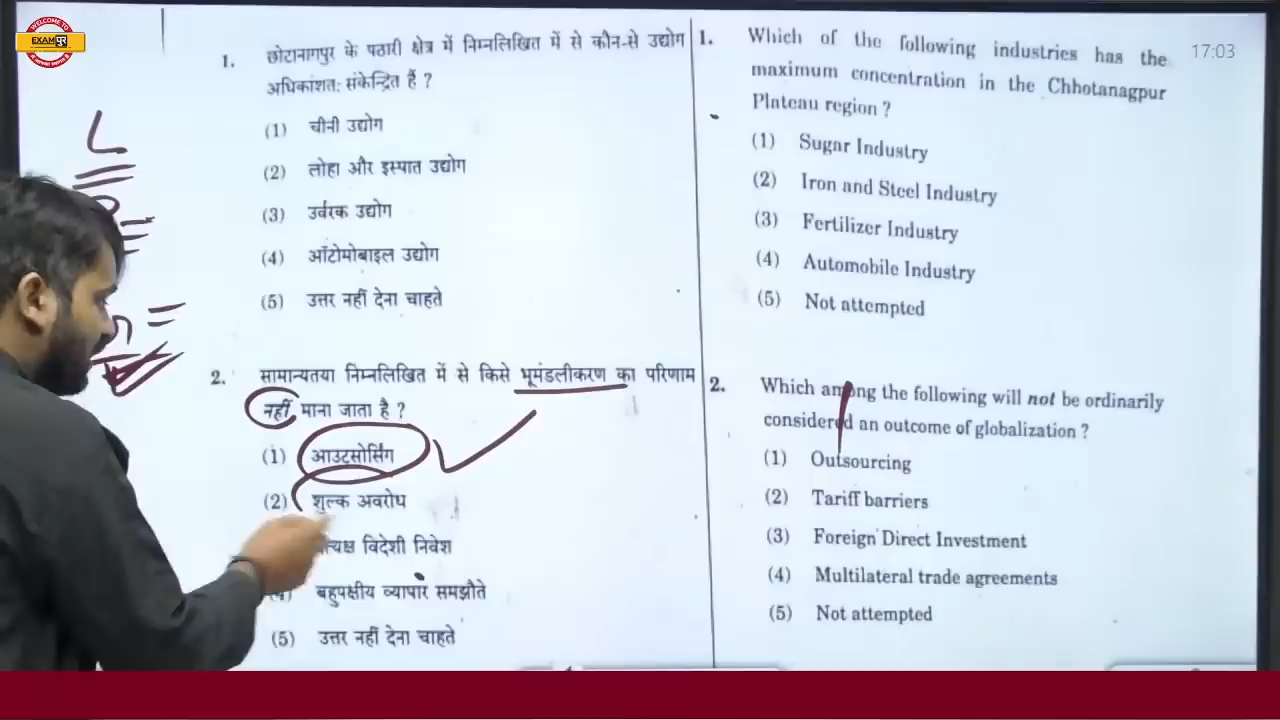 WELCOME TO
EXAM पुर
17:03
1. छोटानागपुर के पठारी क्षेत्र में निम्नलिखित में से कौन-से उद्योग
अधिकांशत: संकेन्द्रित हैं ?
(1) चीनी उद्योग
(2) लोहा और इस्पात उद्योग
(3) उर्वरक उद्योग
(4) ऑटोमोबाइल उद्योग
(5) उत्तर नहीं देना चाहते
2. सामान्यतया निम्नलिखित में से किसे भूमंडलीकरण का परिणाम
नहीं माना जाता है ?
(1) आउटसोर्सिंग
(2) शुल्क अवरोध
विदेशी निवेश
बहुपक्षीय व्यापार समझौते
(5) उत्तर नहीं देना चाहते
1. Which of the following industries has the
maximum concentration in the Chhotanagpur
Plateau region ?
(1) Sugar Industry
(2) Iron and Steel Industry
(3) Fertilizer Industry
(4) Automobile Industry
(5) Not attempted
2. Which among the following will not be ordinarily
considered an outcome of globalization ?
(1) Outsourcing
(2) Tariff barriers
(3) Foreign Direct Investment
(4) Multilateral trade agreements
(5) Not attempted